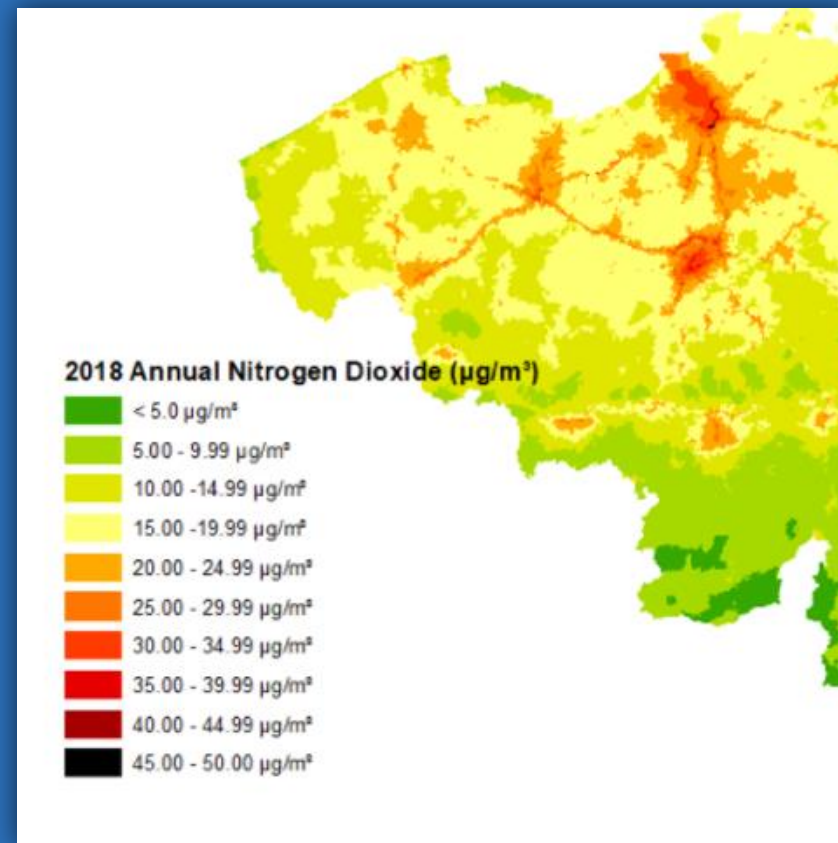 2018 Annual Nitrogen Dioxide (µg/m³)
< 5.0 µg/m³
5.00 - 9.99 µg/m³
10.00 -14.99 µg/m³
15.00 -19.99 µg/m³
20.00 - 24.99 µg/m³
25.00 - 29.99 µg/m³
30.00 - 34.99 µg/m³
35.00 - 39.99 µg/m³
40.00 - 44.99 µg/m³
45.00 - 50.00 µg/m³